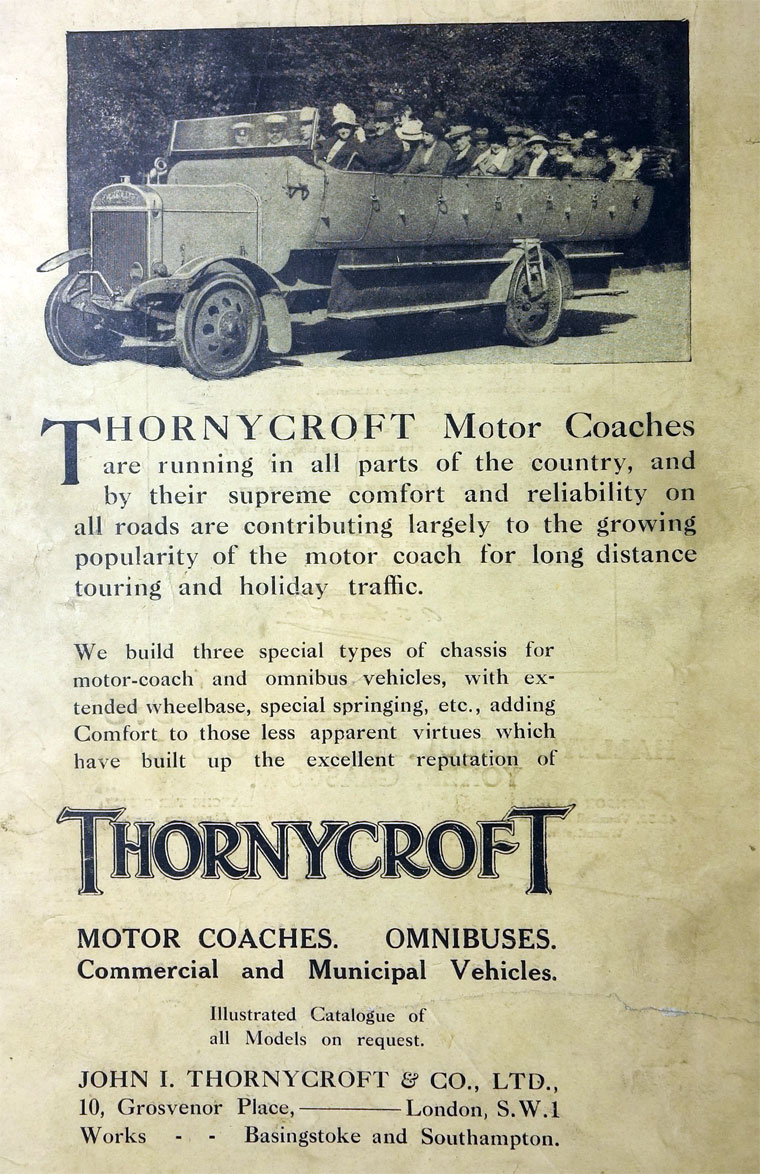 THORNYCROFT Motor Coaches
are running in all parts of the country, and
by their supreme comfort and reliability on
all roads are contributing largely to the growing
popularity of the motor coach for long distance
touring and holiday traffic.
We build three special types of chassis for
motor-coach and omnibus vehicles, with ex-
tended wheelbase, special springing, etc., adding
Comfort to those less apparent virtues which
have built up the excellent reputation of
THORNYCROFT
MOTOR COACHES. OMNIBUSES.
Commercial and Municipal Vehicles.
Illustrated Catalogue of
all Models on request.
JOHN I. THORNYCROFT & CO., LTD.,
10, Grosvenor Place,———London, S.W.1
Works - - Basingstoke and Southampton.